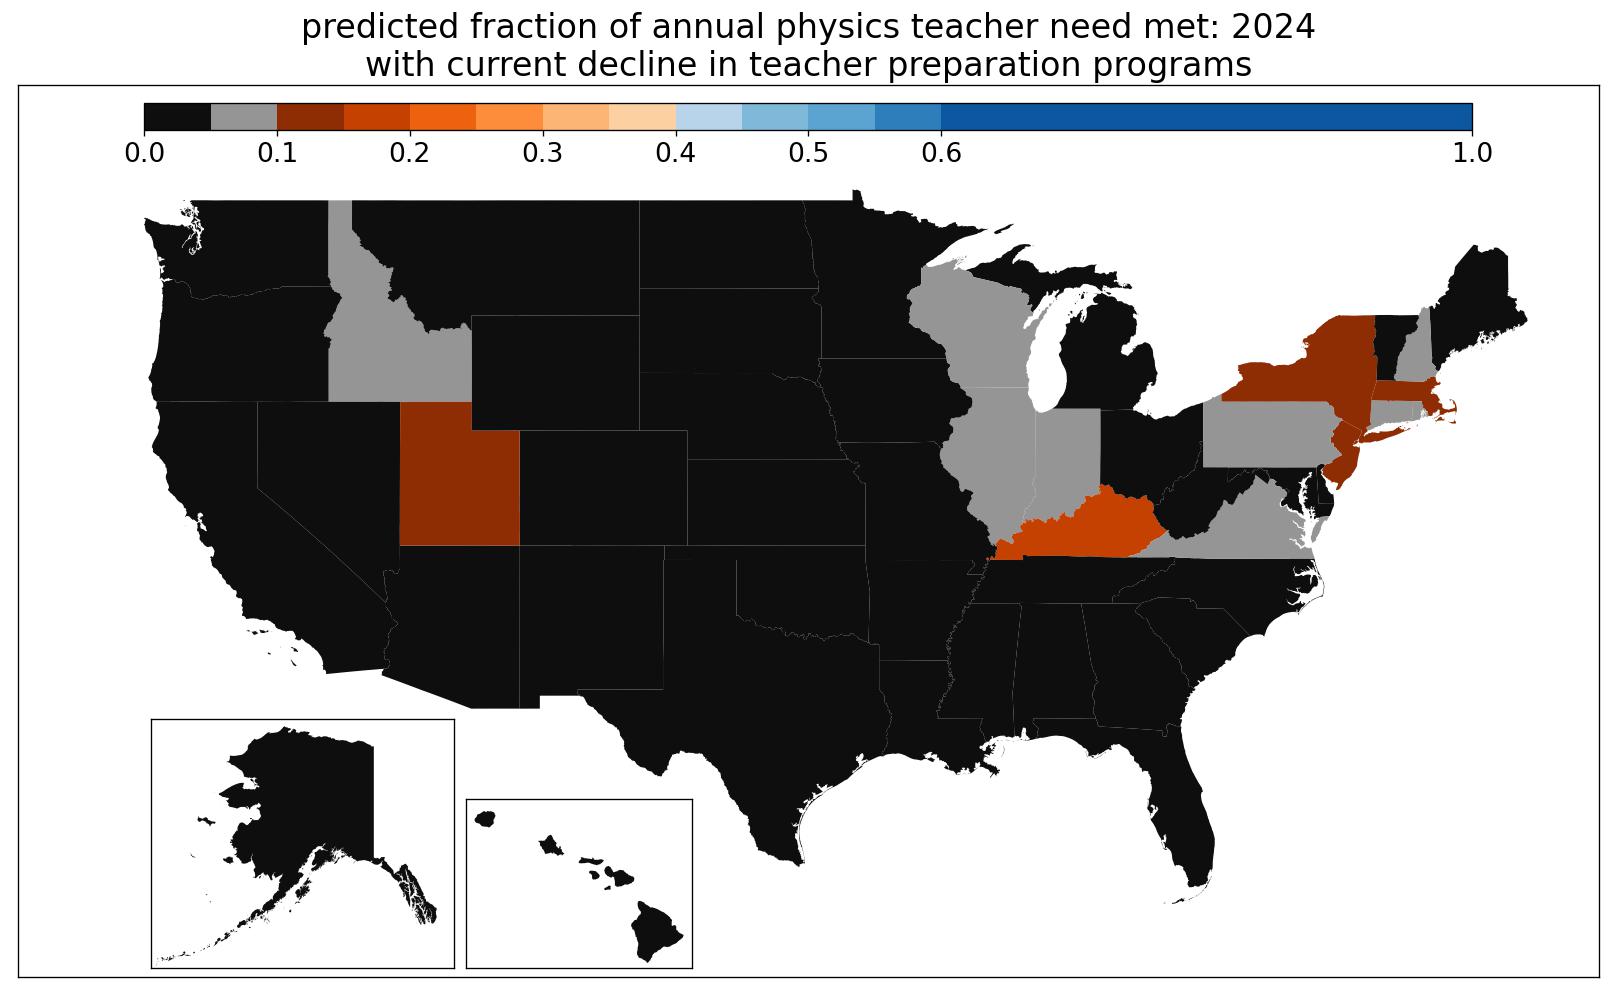 predicted fraction of annual physics teacher need met: 2024
with current decline in teacher preparation programs
0.0 0.1 0.2 0.3 0.4 0.5 0.6 1.0